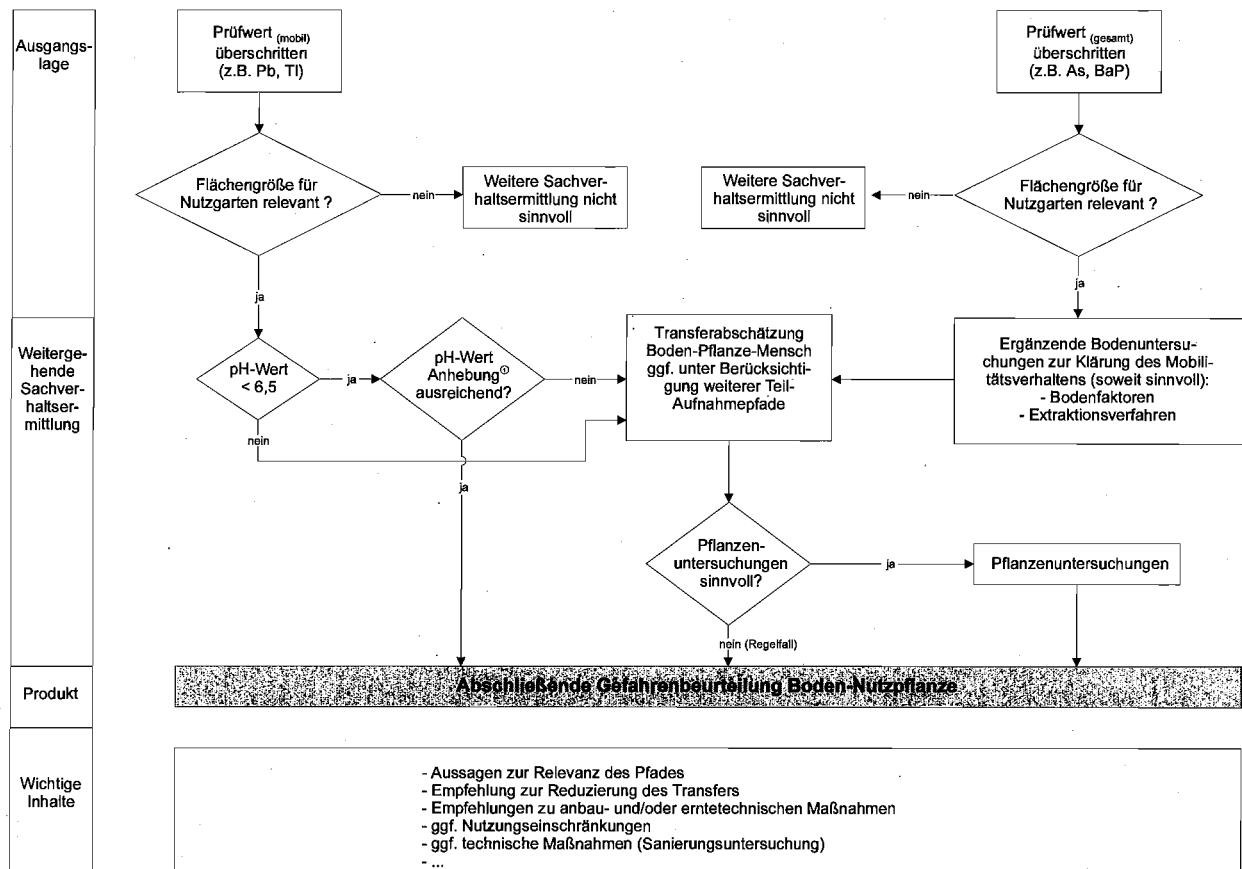 Ausgangs-
lage
Prüfwert (mobil)
überschritten
(z.B. Pb, Tl)
Prüfwert (gesamt)
überschritten
(z.B. As, BaP)
Flächengröße für
Nutzgarten relevant ?
nein
Weitere Sachver-
haltsermittlung nicht
sinnvoll
Weitere Sachver-
haltsermittlung nicht
sinnvoll
nein
Flächengröße für
Nutzgarten relevant ?
ja
ja
Weiterge-
hende
Sachver-
haltser-
mittlung
pH-Wert
< 6,5
ja
pH-Wert
Anhebung①
ausreichend?
nein
Transferabschätzung
Boden-Pflanze-Mensch
ggf. unter Berücksichti-
gung weiterer Teil-
Aufnahmepfade
Ergänzende Bodenuntersu-
chungen zur Klärung des Mobili-
tätsverhaltens (soweit sinnvoll):
- Bodenfaktoren
- Extraktionsverfahren
nein
ja
Pflanzen-
untersuchungen
sinnvoll?
ja
Pflanzenuntersuchungen
nein (Regelfall)
Produkt
Abschließende Gefahrenbeurteilung Boden-Nutzpflanze
Wichtige
Inhalte
- Aussagen zur Relevanz des Pfades
- Empfehlung zur Reduzierung des Transfers
- Empfehlungen zu anbau- und/oder erntetechnischen Maßnahmen
- ggf. Nutzungseinschränkungen
- ggf. technische Maßnahmen (Sanierungsuntersuchung)
- ...